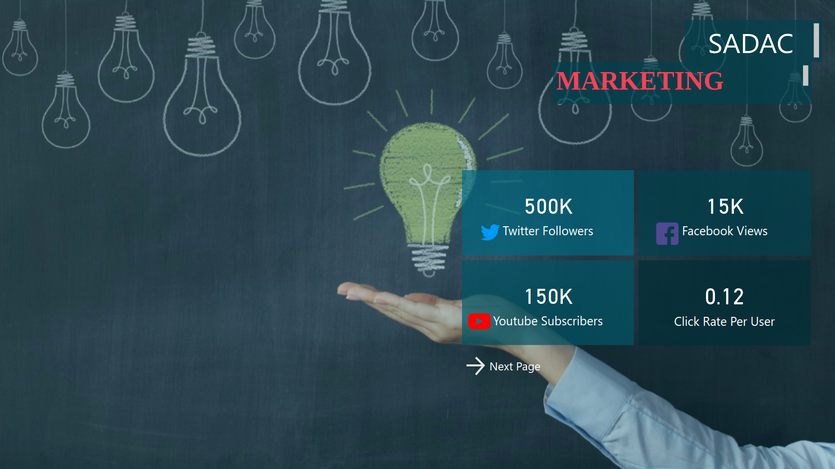 SADAC
MARKETING
500K
Twitter Followers
15K
Facebook Views
150K
Youtube Subscribers
0.12
Click Rate Per User
Next Page